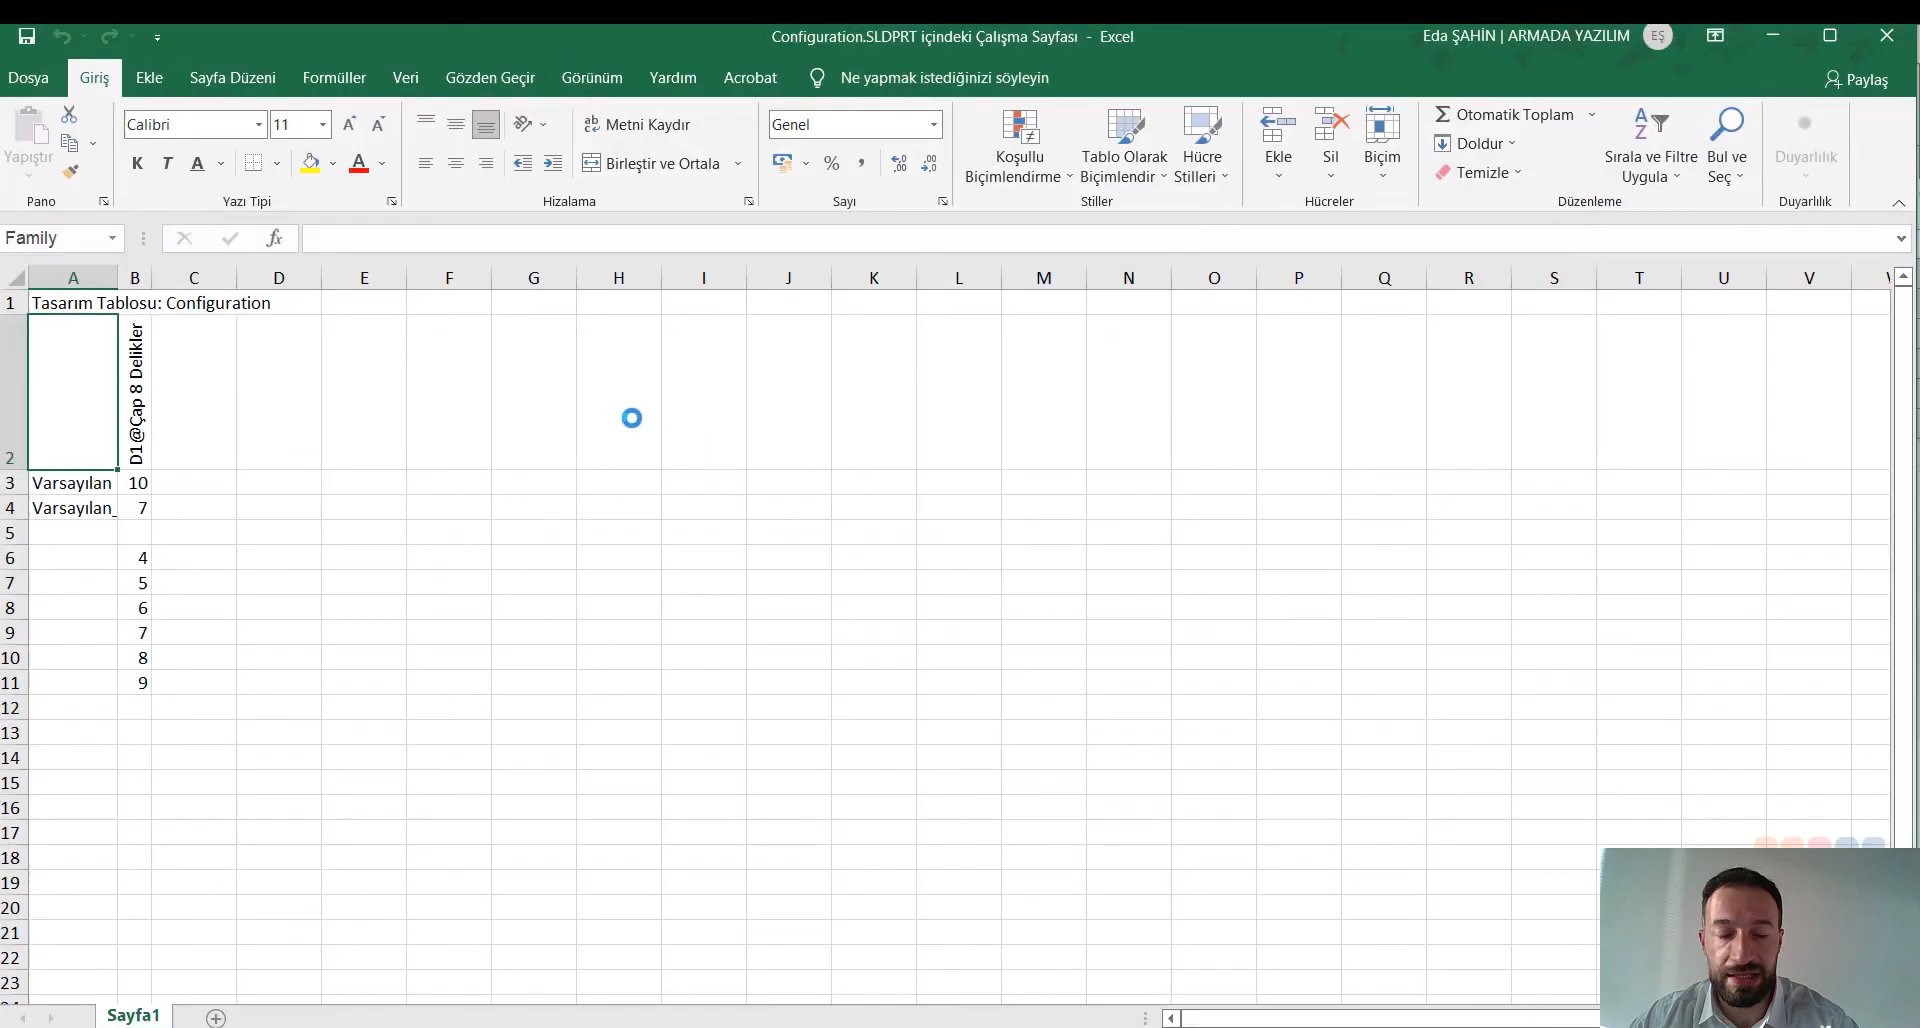 Configuration.SLDPRT içindeki Çalışma Sayfası - Excel
Eda ŞAHİN | ARMADA YAZILIM
EŞ
Dosya
Giriş
Ekle
Sayfa Düzeni
Formüller
Veri
Gözden Geçir
Görünüm
Yardım
Acrobat
Ne yapmak istediğinizi söyleyin
Paylaş
Yapıştır
Pano
Calibri
11
A A
K T A
A
Yazı Tipi
ab Metni Kaydır
Birleştir ve Ortala
Hizalama
Genel
%
Sayı
Koşullu
Biçimlendirme
Tablo Olarak
Biçimlendir
Hücre
Stilleri
Stiller
Ekle
Sil
Biçim
Hücreler
Σ Otomatik Toplam
Doldur
Temizle
Sırala ve Filtre
Uygula
Bul ve
Seç
Düzenleme
Duyarlılık
Duyarlılık
Family
fx
A B C D E F G H I J K L M N O P Q R S T U V
1 Tasarım Tablosu: Configuration
2 D1@Çap 8 Delikler
3 Varsayılan 10
4 Varsayılan_ 7
5
6 4
7 5
8 6
9 7
10 8
11 9
12
13
14
15
16
17
18
19
20
21
22
23
Sayfa1